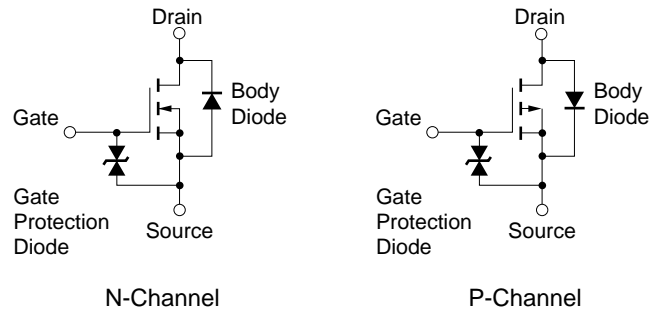 Drain
Body
Diode
Gate
Gate
Protection
Diode
Source
N-Channel
Drain
Body
Diode
Gate
Gate
Protection
Diode
Source
P-Channel